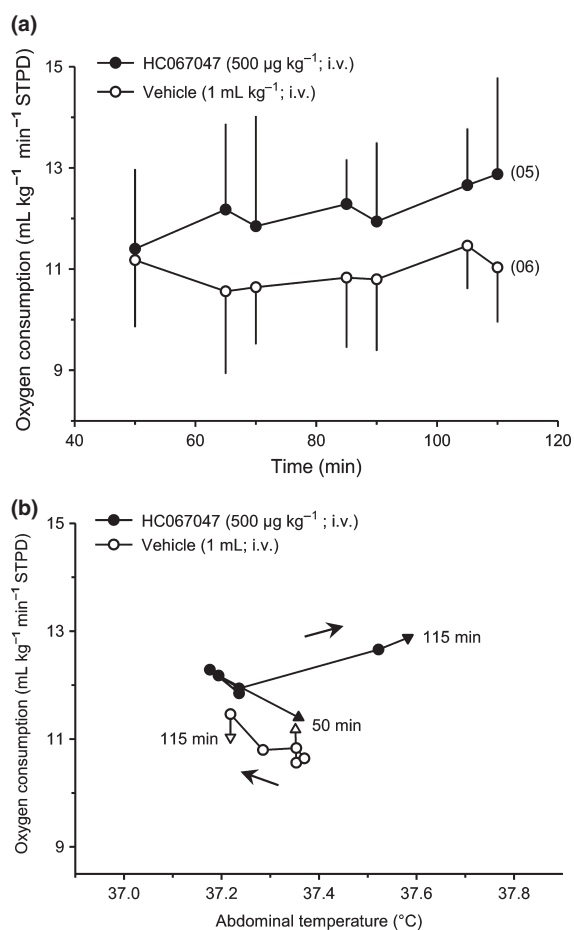 (a)
HC067047 (500 µg kg⁻¹; i.v.)
Vehicle (1 mL kg⁻¹; i.v.)
Oxygen consumption (mL kg⁻¹ min⁻¹ STPD)
15
13
11
9
(05)
(06)
40 60 80 100 120
Time (min)
(b)
HC067047 (500 µg kg⁻¹ ; i.v.)
Vehicle (1 mL; i.v.)
Oxygen consumption (mL kg⁻¹ min⁻¹ STPD)
15
13
11
9
115 min
50 min
115 min
37.0 37.2 37.4 37.6 37.8
Abdominal temperature (°C)